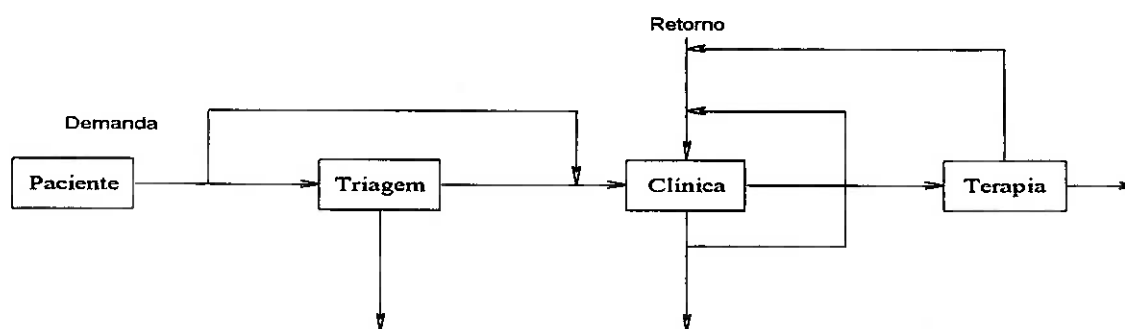 Retorno
Demanda
Paciente
Triagem
Clínica
Terapia